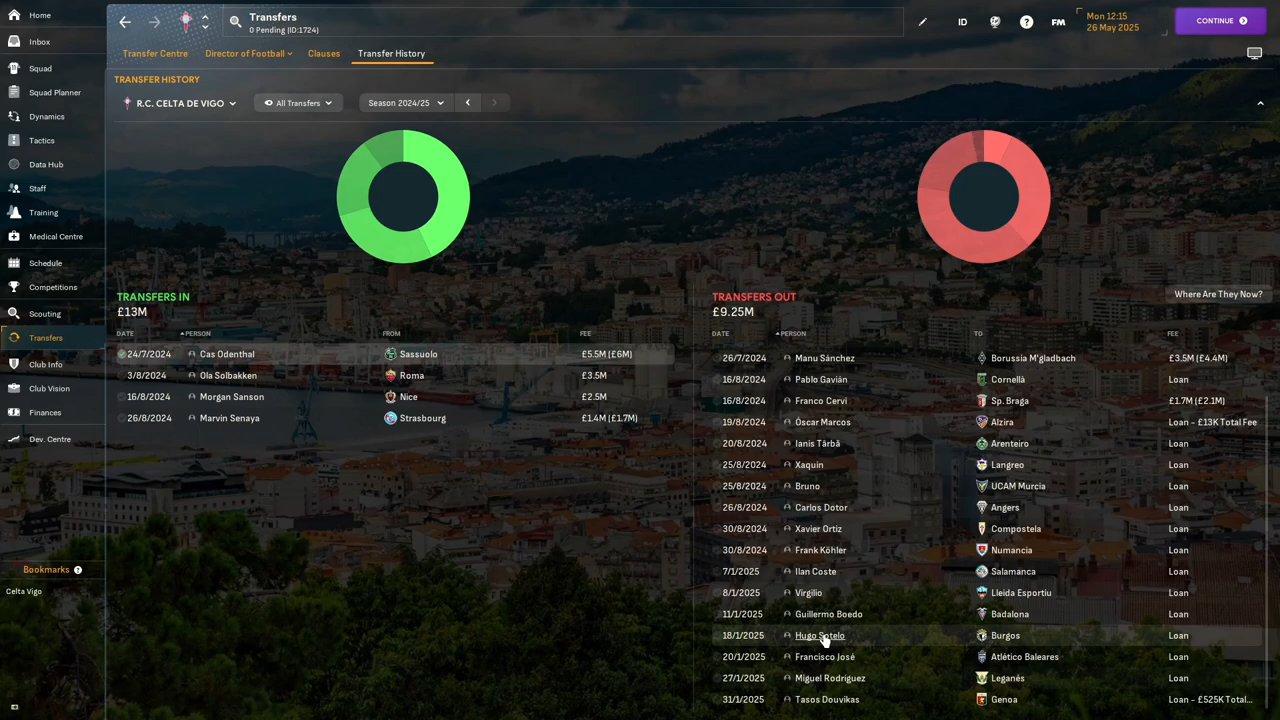 Home
Inbox
Squad
Squad Planner
Dynamics
Tactics
Data Hub
Staff
Training
Medical Centre
Schedule
Competitions
Scouting
Transfers
Club Info
Club Vision
Finances
Dev. Centre
Bookmarks ?
Celta Vigo
Transfers
0 Pending (ID:1724)
ID ? FM
Mon 12:15
26 May 2025
CONTINUE
Transfer Centre Director of Football Clauses Transfer History
TRANSFER HISTORY
R.C. CELTA DE VIGO All Transfers Season 2024/25
TRANSFERS IN
£13M
DATE PERSON FROM FEE
24/7/2024 Cas Odenthal Sassuolo £5.5M (£6M)
3/8/2024 Ola Solbakken Roma £3.5M
16/8/2024 Morgan Sanson Nice £2.5M
26/8/2024 Marvin Senaya Strasbourg £1.4M (£1.7M)
TRANSFERS OUT
£9.25M
Where Are They Now?
DATE PERSON TO FEE
26/7/2024 Manu Sánchez Borussia M'gladbach £3.5M (£4.4M)
16/8/2024 Pablo Gavián Cornellà Loan
16/8/2024 Franco Cervi Sp. Braga £1.7M (£2.1M)
19/8/2024 Óscar Marcos Alzira Loan - £13K Total Fee
20/8/2024 Ianis Târbă Arenteiro Loan
25/8/2024 Xaquín Langreo Loan
25/8/2024 Bruno UCAM Murcia Loan
26/8/2024 Carlos Dotor Angers Loan
30/8/2024 Xavier Ortiz Compostela Loan
30/8/2024 Frank Köhler Numancia Loan
7/1/2025 Ilan Coste Salamanca Loan
8/1/2025 Virgilio Lleida Esportiu Loan
11/1/2025 Guillermo Boedo Badalona Loan
18/1/2025 Hugo Sotelo Burgos Loan
20/1/2025 Francisco José Atlético Baleares Loan
27/1/2025 Miguel Rodríguez Leganés Loan
31/1/2025 Tasos Douvikas Genoa Loan - £525K Total...